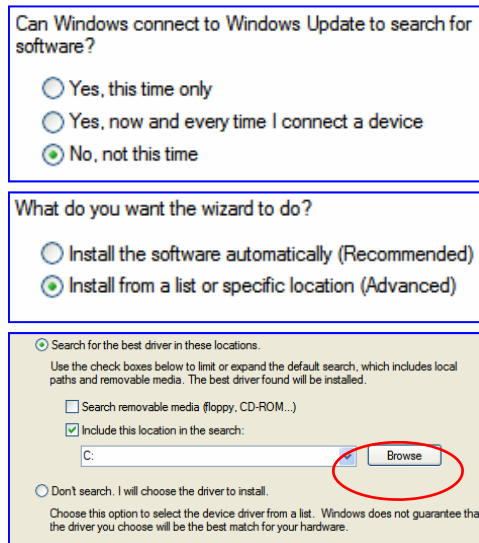 Can Windows connect to Windows Update to search for
software?
Yes, this time only
Yes, now and every time I connect a device
No, not this time
What do you want the wizard to do?
Install the software automatically (Recommended)
Install from a list or specific location (Advanced)
Search for the best driver in these locations.
Use the check boxes below to limit or expand the default search, which includes local
paths and removable media. The best driver found will be installed.
Search removable media (floppy, CD-ROM...)
Include this location in the search:
C: Browse
Don't search. I will choose the driver to install.
Choose this option to select the device driver from a list. Windows does not guarantee tha
the driver you choose will be the best match for your hardware.